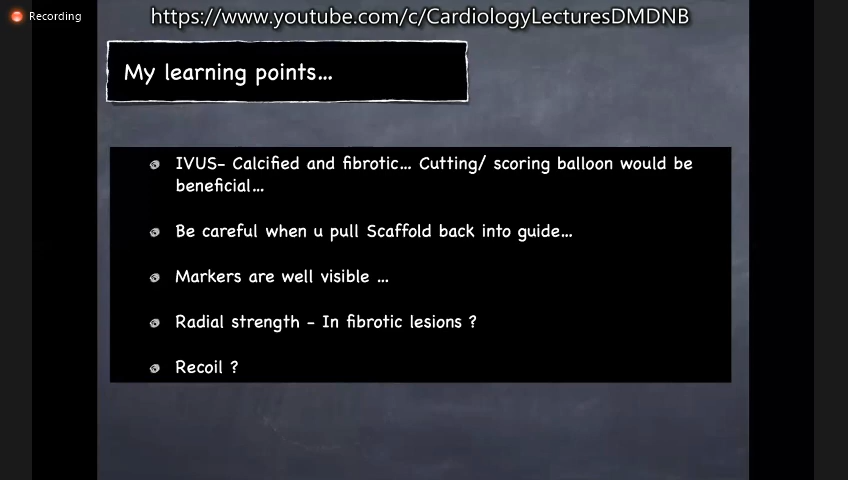 Recording
https://www.youtube.com/c/CardiologyLecturesDMDNB
My learning points...
IVUS- Calcified and fibrotic... Cutting/ scoring balloon would be
beneficial...
Be careful when u pull Scaffold back into guide...
Markers are well visible ...
Radial strength - In fibrotic lesions ?
Recoil ?